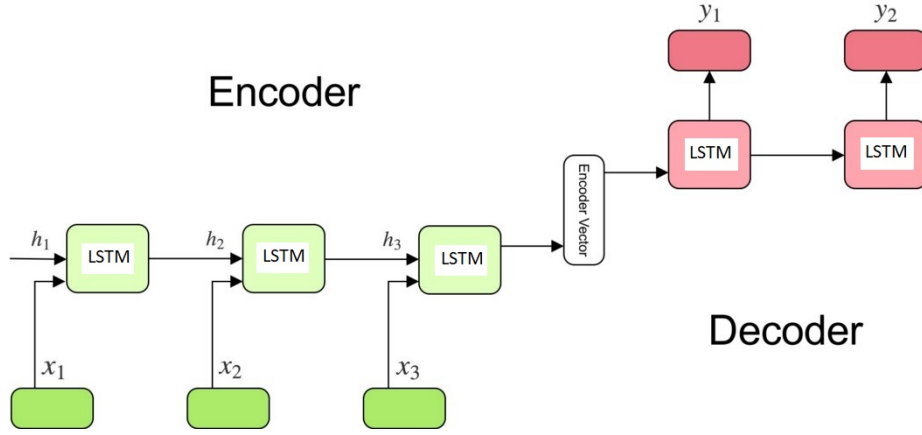 y₁ y₂
Encoder
LSTM LSTM
Encoder Vector
h₁ LSTM h₂ LSTM h₃ LSTM
Decoder
x₁ x₂ x₃